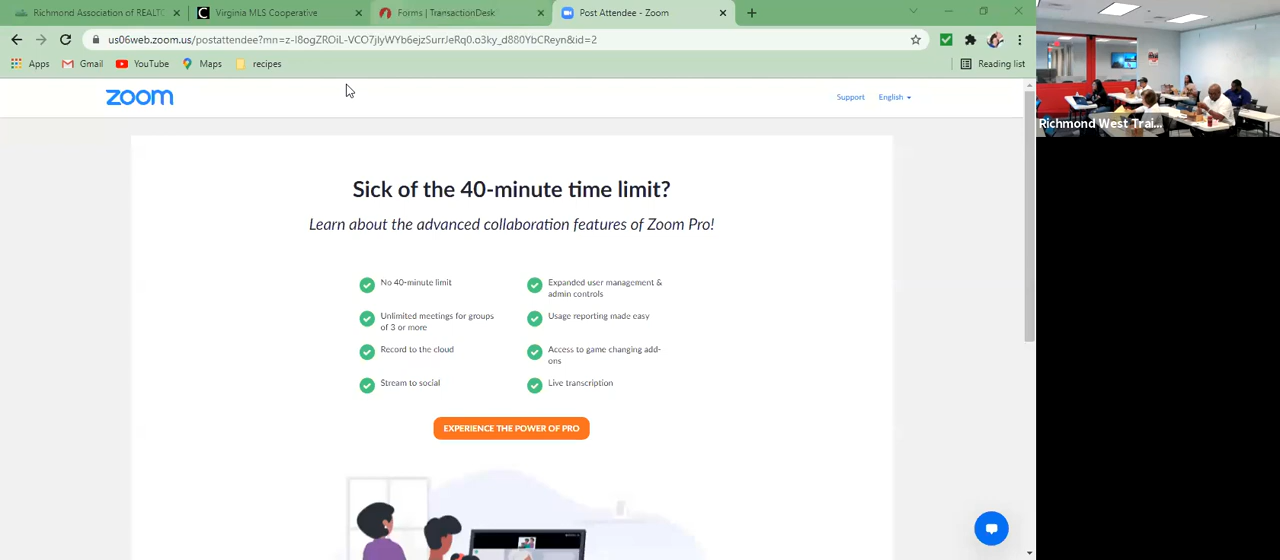 Richmond Association of REALTO
Virginia MLS Cooperative
Forms | TransactionDesk
Post Attendee - Zoom
us06web.zoom.us/postattendee?mn=z-I8ogZROiL-VCO7jIyWYb6ejzSurrJeRq0.o3ky_d880YbCReyn&id=2
Apps
Gmail
YouTube
Maps
recipes
Reading list
zoom
Support
English
Richmond West Trai...
Sick of the 40-minute time limit?
Learn about the advanced collaboration features of Zoom Pro!
No 40-minute limit
Expanded user management &
admin controls
Unlimited meetings for groups
of 3 or more
Usage reporting made easy
Record to the cloud
Access to game changing add-
ons
Stream to social
Live transcription
EXPERIENCE THE POWER OF PRO